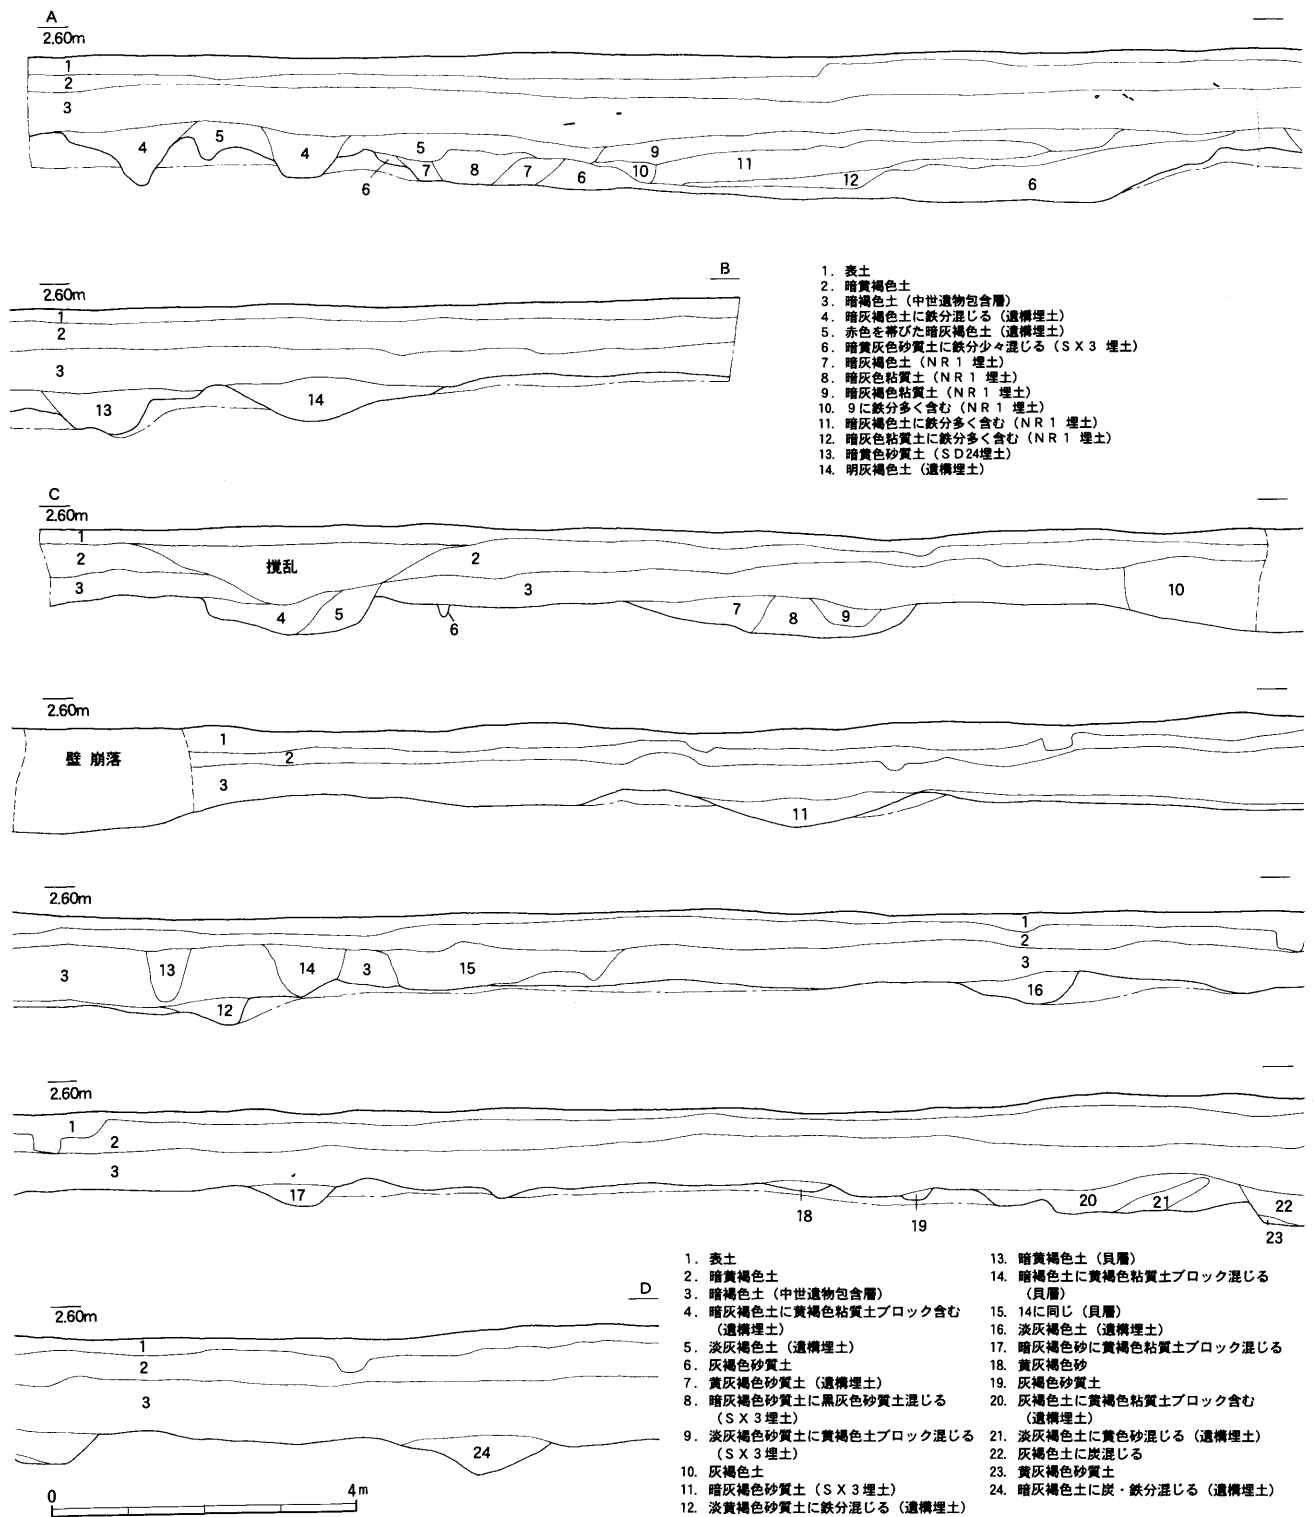 A
2.60m
1
2
3
4
5
4
5
6
7
8
7
6
9
10
11
12
6
B
2.60m
1
2
3
13
14
1. 表土
2. 暗黄褐色土
3. 暗褐色土（中世遺物包含層）
4. 暗灰褐色土に鉄分混じる（遺構埋土）
5. 赤色を帯びた暗灰褐色土（遺構埋土）
6. 暗黄灰色砂質土に鉄分少々混じる（SX3 埋土）
7. 暗灰褐色土（NR1 埋土）
8. 暗灰色粘質土（NR1 埋土）
9. 暗灰褐色粘質土（NR1 埋土）
10. 9に鉄分多く含む（NR1 埋土）
11. 暗灰褐色土に鉄分多く含む（NR1 埋土）
12. 暗灰色粘質土に鉄分多く含む（NR1 埋土）
13. 暗黄色砂質土（SD24埋土）
14. 明灰褐色土（遺構埋土）
C
2.60m
1
2
3
撹乱
4
5
6
2
3
7
8
9
10
2.60m
壁 崩落
1
2
3
11
2.60m
3
13
12
14
3
15
1
2
3
16
2.60m
1
2
3
17
18
19
20
21
22
23
D
2.60m
1
2
3
24
0 4m
1. 表土
2. 暗黄褐色土
3. 暗褐色土（中世遺物包含層）
4. 暗灰褐色土に黄褐色粘質土ブロック含む
（遺構埋土）
5. 淡灰褐色土（遺構埋土）
6. 灰褐色砂質土
7. 黄灰褐色砂質土（遺構埋土）
8. 暗灰褐色砂質土に黒灰色砂質土混じる
（SX3埋土）
9. 淡灰褐色砂質土に黄褐色土ブロック混じる
（SX3埋土）
10. 灰褐色土
11. 暗灰褐色砂質土（SX3埋土）
12. 淡黄褐色砂質土に鉄分混じる（遺構埋土）
13. 暗黄褐色土（貝層）
14. 暗褐色土に黄褐色粘質土ブロック混じる
（貝層）
15. 14に同じ（貝層）
16. 淡灰褐色土（遺構埋土）
17. 暗灰褐色砂に黄褐色粘質土ブロック混じる
18. 黄灰褐色砂
19. 灰褐色砂質土
20. 灰褐色土に黄褐色粘質土ブロック含む
（遺構埋土）
21. 淡灰褐色土に黄色砂混じる（遺構埋土）
22. 灰褐色土に炭混じる
23. 黄灰褐色砂質土
24. 暗灰褐色土に炭・鉄分混じる（遺構埋土）